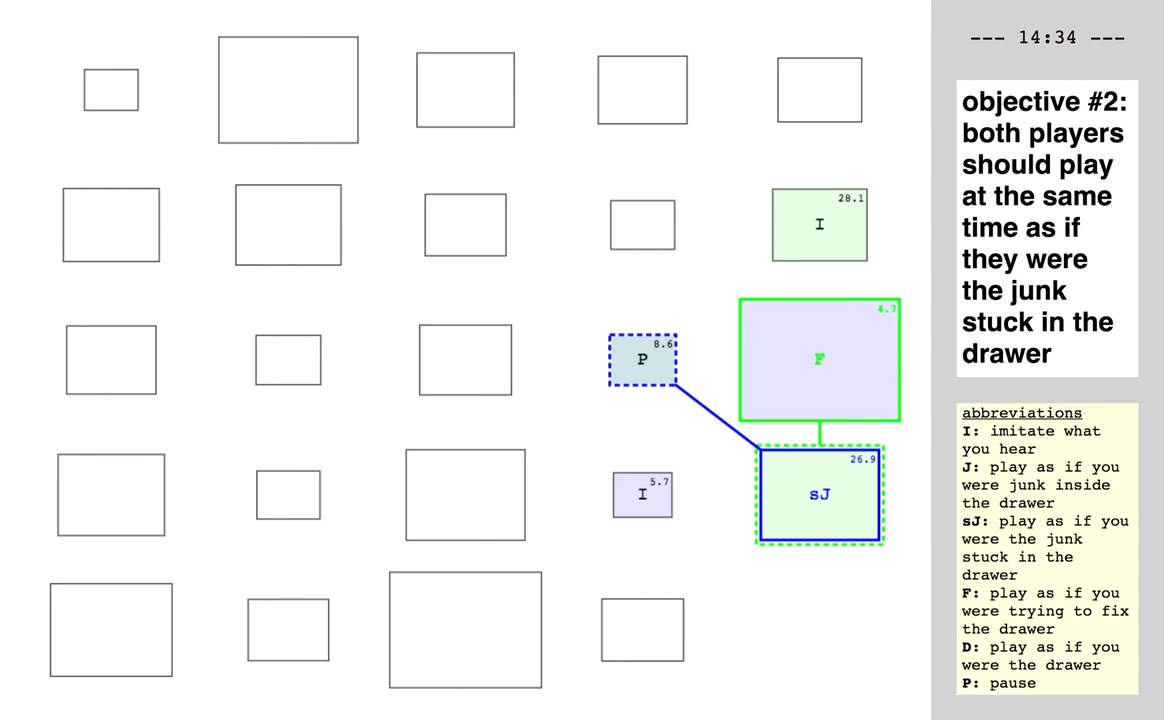 --- 14:34 ---
objective #2:
both players
should play
at the same
time as if
they were
the junk
stuck in the
drawer
28.1
I
4.7
F
8.6
P
5.7
I
26.9
sJ
abbreviations
I: imitate what
you hear
J: play as if you
were junk inside
the drawer
sJ: play as if you
were the junk
stuck in the
drawer
F: play as if you
were trying to fix
the drawer
D: play as if you
were the drawer
P: pause